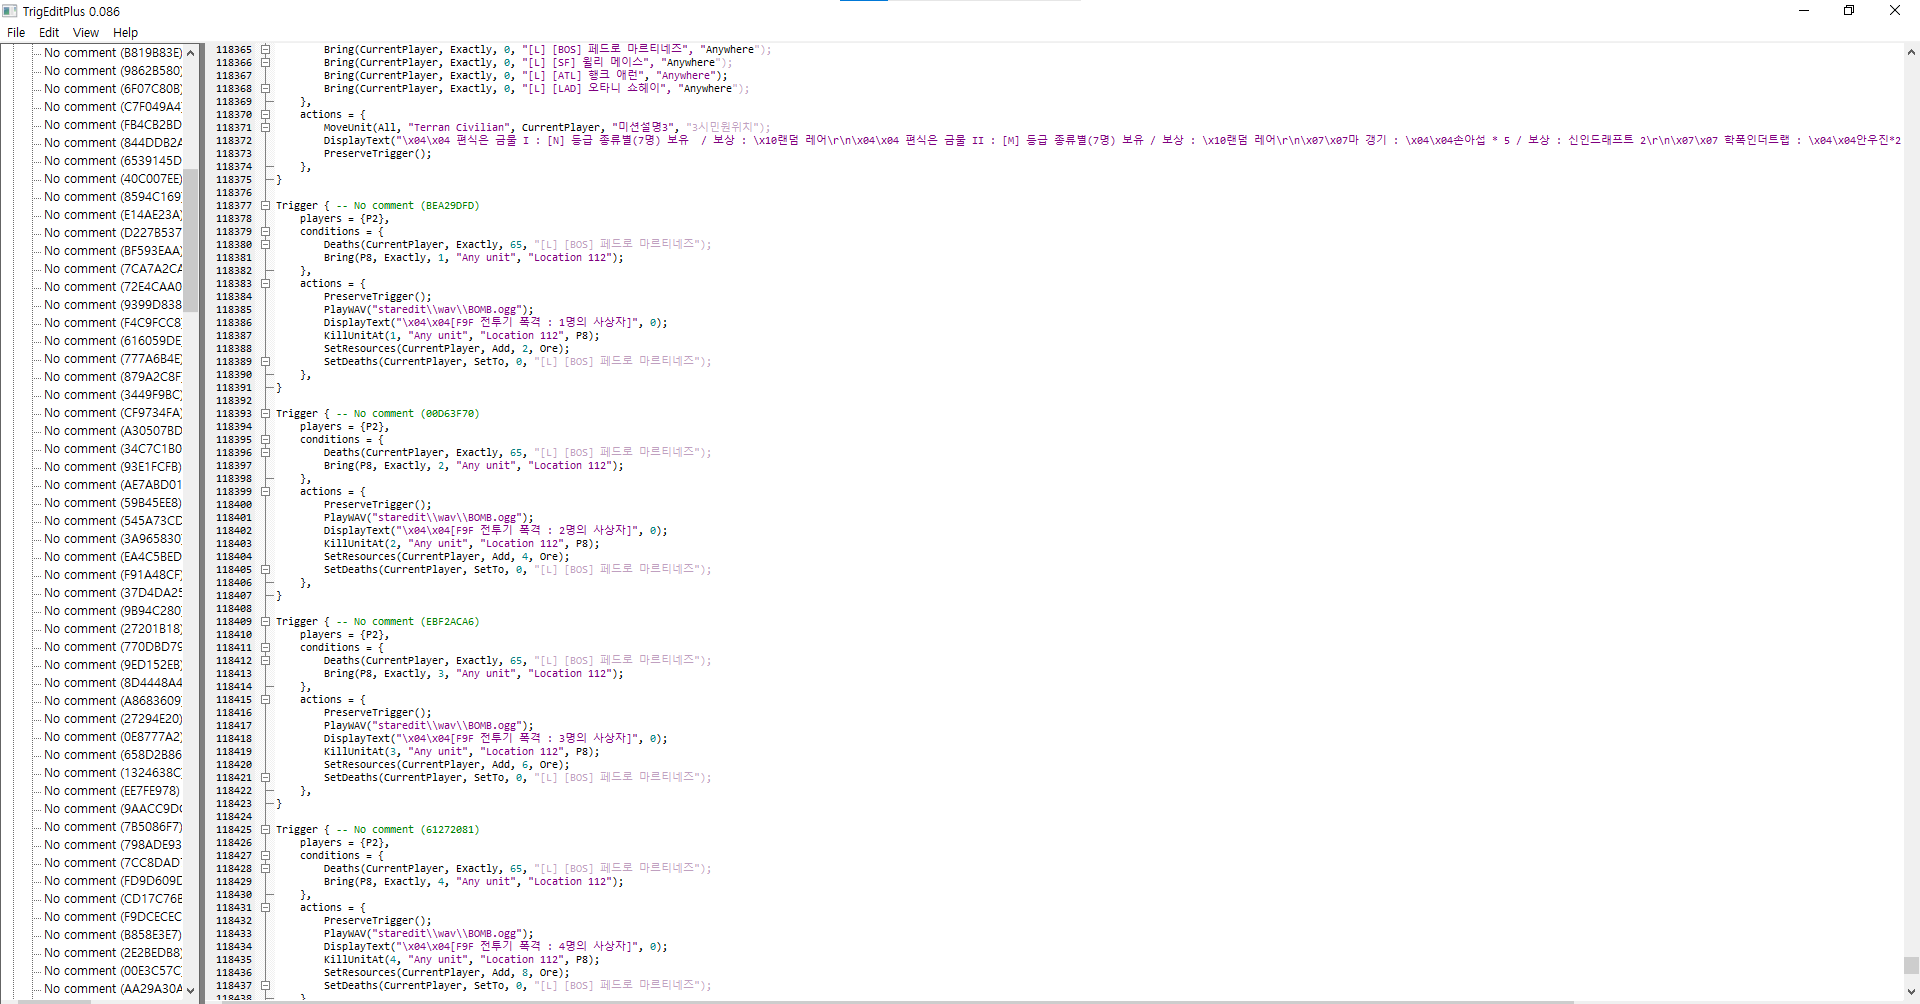 TrigEditPlus 0.086
File Edit View Help
No comment (B819B83E)
No comment (9862B580)
No comment (6F07C80B)
No comment (C7F049A4)
No comment (FB4CB2BD
No comment (844DDB2A
No comment (6539145D
No comment (40C007EE)
No comment (8594C169)
No comment (E14AE23A)
No comment (D227B537
No comment (BF593EAA)
No comment (7CA7A2CA
No comment (72E4CAA0
No comment (9399D838
No comment (F4C9FCC8)
No comment (616059DE)
No comment (777A6B4E)
No comment (879A2C8F)
No comment (3449F9BC)
No comment (CF9734FA)
No comment (A30507BD
No comment (34C7C1B0
No comment (93E1FCFB)
No comment (AE7ABD01
No comment (59B45EE8)
No comment (545A73CD
No comment (3A965830)
No comment (EA4C5BED
No comment (F91A48CF)
No comment (37D4DA25
No comment (9B94C280)
No comment (27201B18)
No comment (770DBD79
No comment (9ED152EB)
No comment (8D4448A4
No comment (A8683609)
No comment (27294E20)
No comment (0E8777A2)
No comment (658D2B86
No comment (1324638C)
No comment (EE7FE978)
No comment (9AACC9DC
No comment (7B5086F7)
No comment (798ADE93
No comment (7CC8DAD
No comment (FD9D609D
No comment (CD17C76E
No comment (F9DCECEC
No comment (B858E3E7)
No comment (2E2BEDB8)
No comment (00E3C57C)
No comment (AA29A30A
118365 Bring(CurrentPlayer, Exactly, 0, "[L] [BOS] 페드로 마르티네즈", "Anywhere");
118366 Bring(CurrentPlayer, Exactly, 0, "[L] [SF] 윌리 메이스", "Anywhere");
118367 Bring(CurrentPlayer, Exactly, 0, "[L] [ATL] 행크 애런", "Anywhere");
118368 Bring(CurrentPlayer, Exactly, 0, "[L] [LAD] 오타니 쇼헤이", "Anywhere");
118369 },
118370 actions = {
118371 MoveUnit(All, "Terran Civilian", CurrentPlayer, "미션설명3", "3시민원위치");
118372 DisplayText("\x04\x04 편식은 금물 I : [N] 등급 종류별(7명) 보유  / 보상 : \x10랜덤 레어\r\n\x04\x04 편식은 금물 II : [M] 등급 종류별(7명) 보유 / 보상 : \x10랜덤 레어\r\n\x07\x07마 갱기 : \x04\x04손아섭 * 5 / 보상 : 신인드래프트 2\r\n\x07\x07 학폭인더트랩 : \x04\x04안우진*2
118373 PreserveTrigger();
118374 },
118375 }
118376
118377 Trigger { -- No comment (BEA29DFD)
118378 players = {P2},
118379 conditions = {
118380 Deaths(CurrentPlayer, Exactly, 65, "[L] [BOS] 페드로 마르티네즈");
118381 Bring(P8, Exactly, 1, "Any unit", "Location 112");
118382 },
118383 actions = {
118384 PreserveTrigger();
118385 PlayWAV("staredit\\wav\\BOMB.ogg");
118386 DisplayText("\x04\x04[F9F 전투기 폭격 : 1명의 사상자]", 0);
118387 KillUnitAt(1, "Any unit", "Location 112", P8);
118388 SetResources(CurrentPlayer, Add, 2, Ore);
118389 SetDeaths(CurrentPlayer, SetTo, 0, "[L] [BOS] 페드로 마르티네즈");
118390 },
118391 }
118392
118393 Trigger { -- No comment (00D63F70)
118394 players = {P2},
118395 conditions = {
118396 Deaths(CurrentPlayer, Exactly, 65, "[L] [BOS] 페드로 마르티네즈");
118397 Bring(P8, Exactly, 2, "Any unit", "Location 112");
118398 },
118399 actions = {
118400 PreserveTrigger();
118401 PlayWAV("staredit\\wav\\BOMB.ogg");
118402 DisplayText("\x04\x04[F9F 전투기 폭격 : 2명의 사상자]", 0);
118403 KillUnitAt(2, "Any unit", "Location 112", P8);
118404 SetResources(CurrentPlayer, Add, 4, Ore);
118405 SetDeaths(CurrentPlayer, SetTo, 0, "[L] [BOS] 페드로 마르티네즈");
118406 },
118407 }
118408
118409 Trigger { -- No comment (EBF2ACA6)
118410 players = {P2},
118411 conditions = {
118412 Deaths(CurrentPlayer, Exactly, 65, "[L] [BOS] 페드로 마르티네즈");
118413 Bring(P8, Exactly, 3, "Any unit", "Location 112");
118414 },
118415 actions = {
118416 PreserveTrigger();
118417 PlayWAV("staredit\\wav\\BOMB.ogg");
118418 DisplayText("\x04\x04[F9F 전투기 폭격 : 3명의 사상자]", 0);
118419 KillUnitAt(3, "Any unit", "Location 112", P8);
118420 SetResources(CurrentPlayer, Add, 6, Ore);
118421 SetDeaths(CurrentPlayer, SetTo, 0, "[L] [BOS] 페드로 마르티네즈");
118422 },
118423 }
118424
118425 Trigger { -- No comment (61272081)
118426 players = {P2},
118427 conditions = {
118428 Deaths(CurrentPlayer, Exactly, 65, "[L] [BOS] 페드로 마르티네즈");
118429 Bring(P8, Exactly, 4, "Any unit", "Location 112");
118430 },
118431 actions = {
118432 PreserveTrigger();
118433 PlayWAV("staredit\\wav\\BOMB.ogg");
118434 DisplayText("\x04\x04[F9F 전투기 폭격 : 4명의 사상자]", 0);
118435 KillUnitAt(4, "Any unit", "Location 112", P8);
118436 SetResources(CurrentPlayer, Add, 8, Ore);
118437 SetDeaths(CurrentPlayer, SetTo, 0, "[L] [BOS] 페드로 마르티네즈");
118438 }